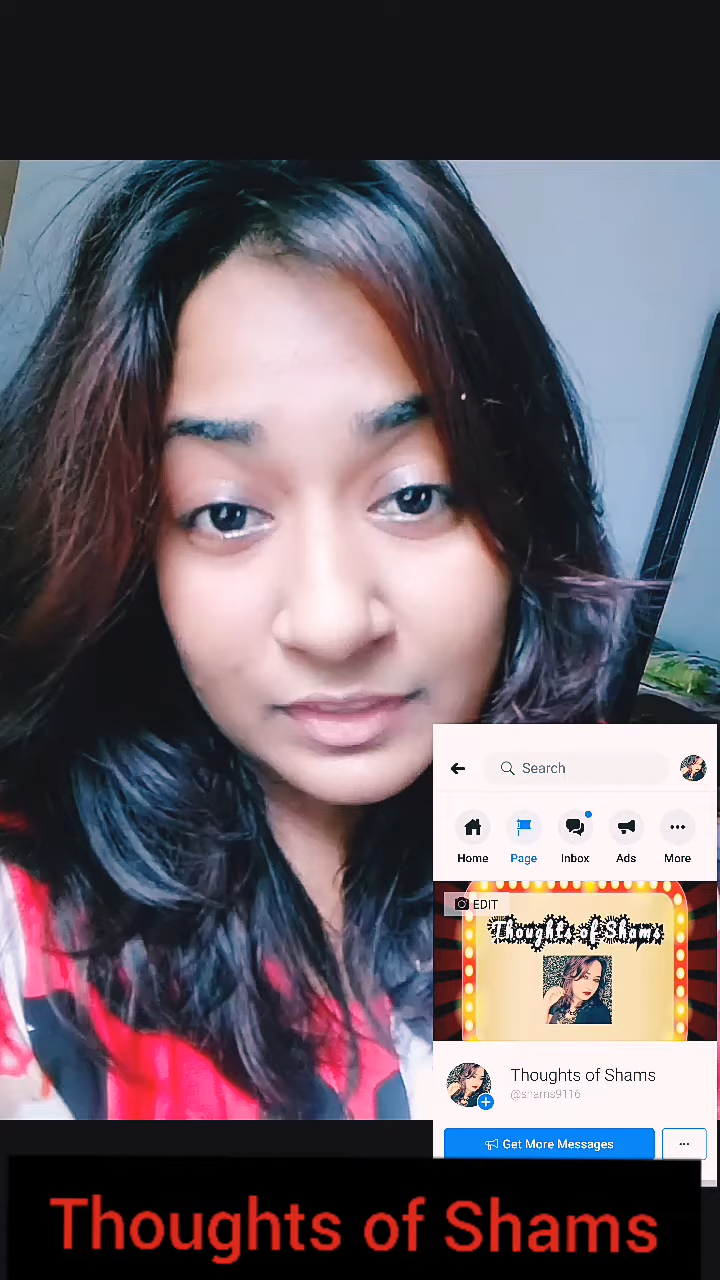 Search
Home Page Inbox Ads More
EDIT
Thoughts of Shams
Thoughts of Shams
@shams9116
Get More Messages
Thoughts of Shams